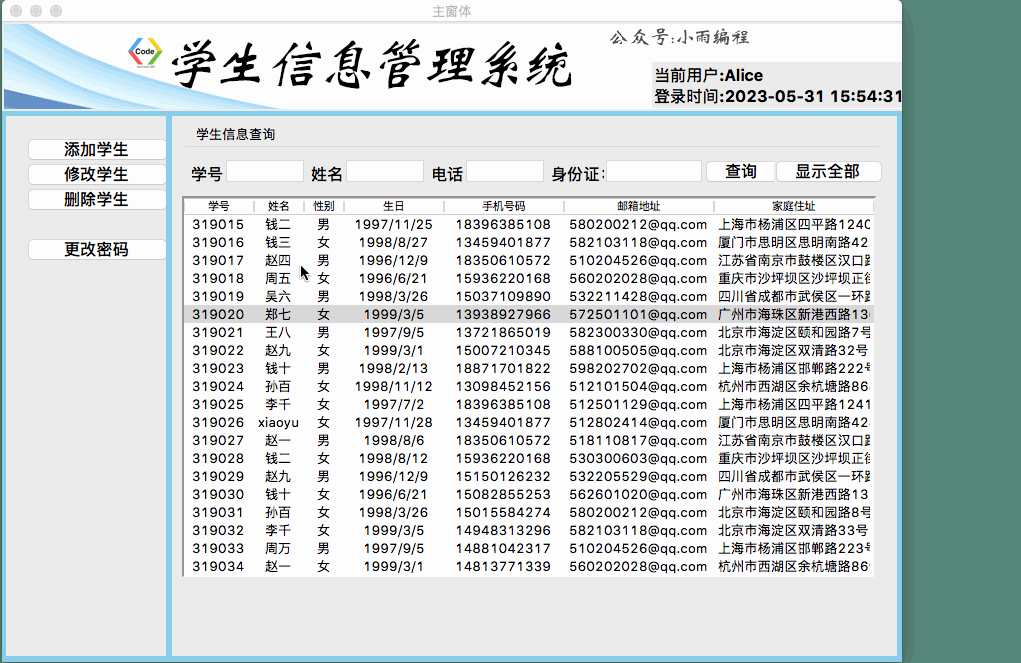 主窗体
Code
学生信息管理系统
公众号:小雨编程
当前用户:Alice
登录时间:2023-05-31 15:54:31
添加学生
修改学生
删除学生
更改密码
学生信息查询
学号 姓名 电话 身份证: 查询 显示全部
学号 姓名 性别 生日 手机号码 邮箱地址 家庭住址
319015 钱二 男 1997/11/25 18396385108 580200212@qq.com 上海市杨浦区四平路1240
319016 钱三 女 1998/8/27 13459401877 582103118@qq.com 厦门市思明区思明南路42
319017 赵四 男 1996/12/9 18350610572 510204526@qq.com 江苏省南京市鼓楼区汉口路
319018 周五 女 1996/6/21 15936220168 560202028@qq.com 重庆市沙坪坝区沙坪坝正街
319019 吴六 男 1998/3/26 15037109890 532211428@qq.com 四川省成都市武侯区一环路
319020 郑七 女 1999/3/5 13938927966 572501101@qq.com 广州市海珠区新港西路13
319021 王八 男 1997/9/5 13721865019 582300330@qq.com 北京市海淀区颐和园路7号
319022 赵九 女 1999/3/1 15007210345 588100505@qq.com 北京市海淀区双清路32号
319023 钱十 男 1998/2/13 18871701822 598202702@qq.com 上海市杨浦区邯郸路222号
319024 孙百 女 1998/11/12 13098452156 512101504@qq.com 杭州市西湖区余杭塘路86
319025 李千 女 1997/7/2 18396385108 512501129@qq.com 上海市杨浦区四平路1241
319026 xiaoyu 女 1997/11/28 13459401877 512802414@qq.com 厦门市思明区思明南路42
319027 赵一 男 1998/8/6 18350610572 518110817@qq.com 江苏省南京市鼓楼区汉口路
319028 钱二 女 1998/8/12 15936220168 530300603@qq.com 重庆市沙坪坝区沙坪坝正街
319029 赵九 男 1996/12/9 15150126232 532205529@qq.com 四川省成都市武侯区一环路
319030 钱十 女 1996/6/21 15082855253 562601020@qq.com 广州市海珠区新港西路13
319031 孙百 男 1998/3/26 15015584274 580200212@qq.com 北京市海淀区颐和园路8号
319032 李千 女 1999/3/5 14948313296 582103118@qq.com 北京市海淀区双清路33号
319033 周万 男 1997/9/5 14881042317 510204526@qq.com 上海市杨浦区邯郸路223号
319034 赵一 女 1999/3/1 14813771339 560202028@qq.com 杭州市西湖区余杭塘路86